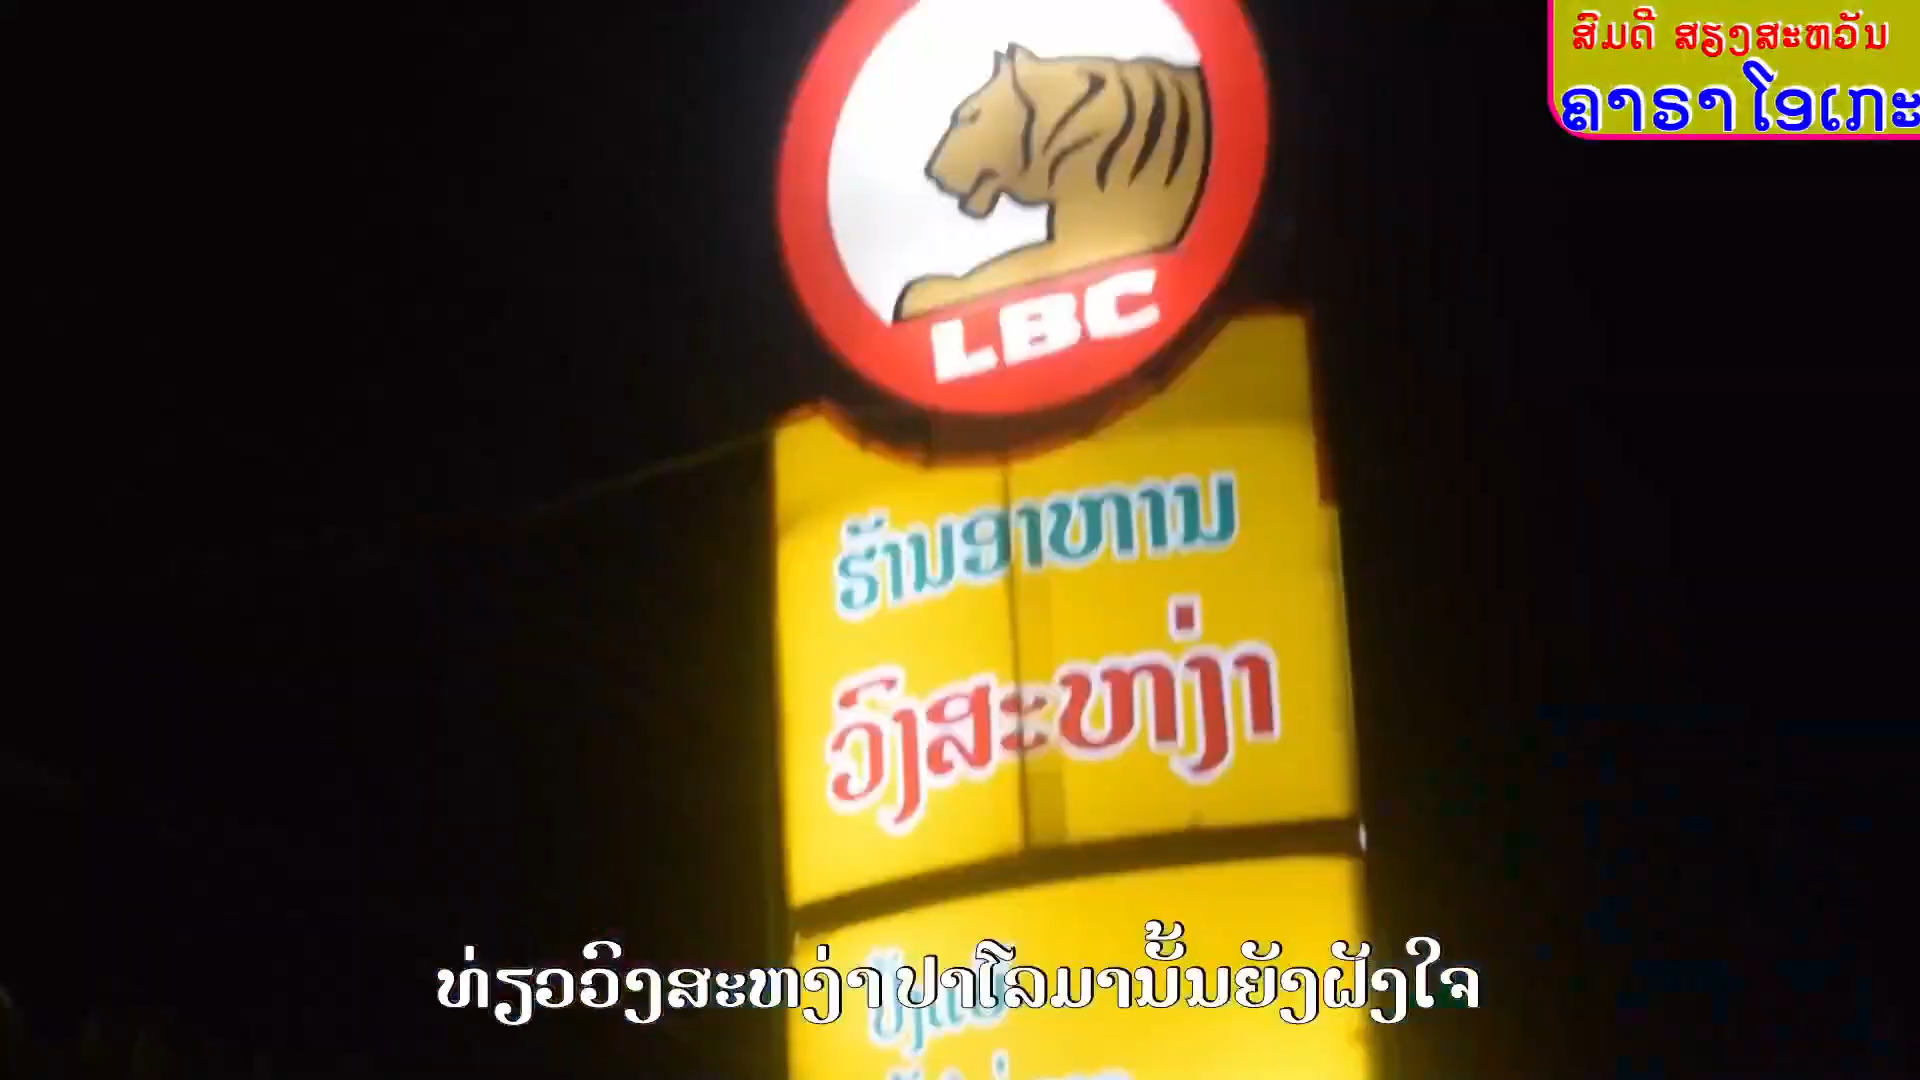 ສົມດີ ສຽງສະຫວັນ
ຄາຣາໂອເກະ
LBC
ຮ້ານອາຫານ
ວົງສະຫງ່າ
ທ່ຽວວົງສະຫງ່າ ປາໂລມານັ້ນຍັງຝັງໃຈ